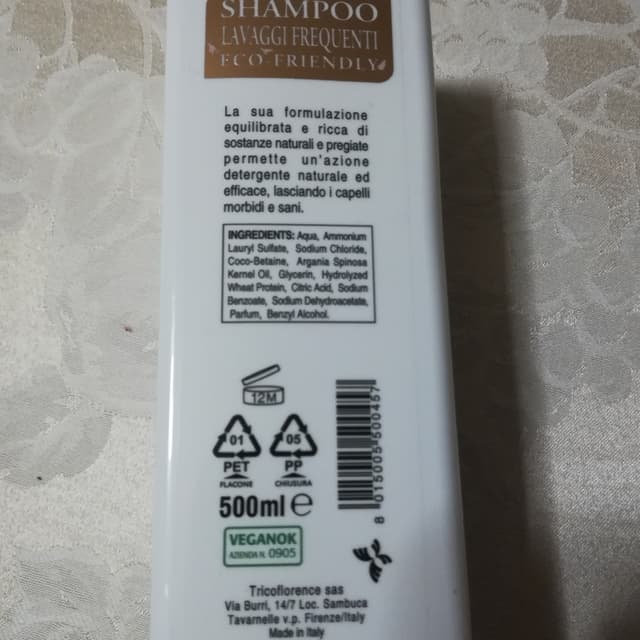 SHAMPOO
LAVAGGI FREQUENTI
ECO FRIENDLY
La sua formulazione
equilibrata e ricca di
sostanze naturali e pregiate
permette un'azione
detergente naturale ed
efficace, lasciando i capelli
morbidi e sani.
INGREDIENTS: Aqua, Ammonium
Lauryl Sulfate, Sodium Chloride,
Coco-Betaine, Argania Spinosa
Kernel Oil, Glycerin, Hydrolyzed
Wheat Protein, Citric Acid, Sodium
Benzoate, Sodium Dehydroacetate,
Parfum, Benzyl Alcohol.
12M
01
PET
FLACONE
05
PP
CHIUSURA
500ml e
8 015005 500457
VEGANOK
AZIENDA N. 0905
Tricoflorence sas
Via Burri, 14/7 Loc. Sambuca
Tavarnelle v.p. Firenze/Italy
Made in Italy